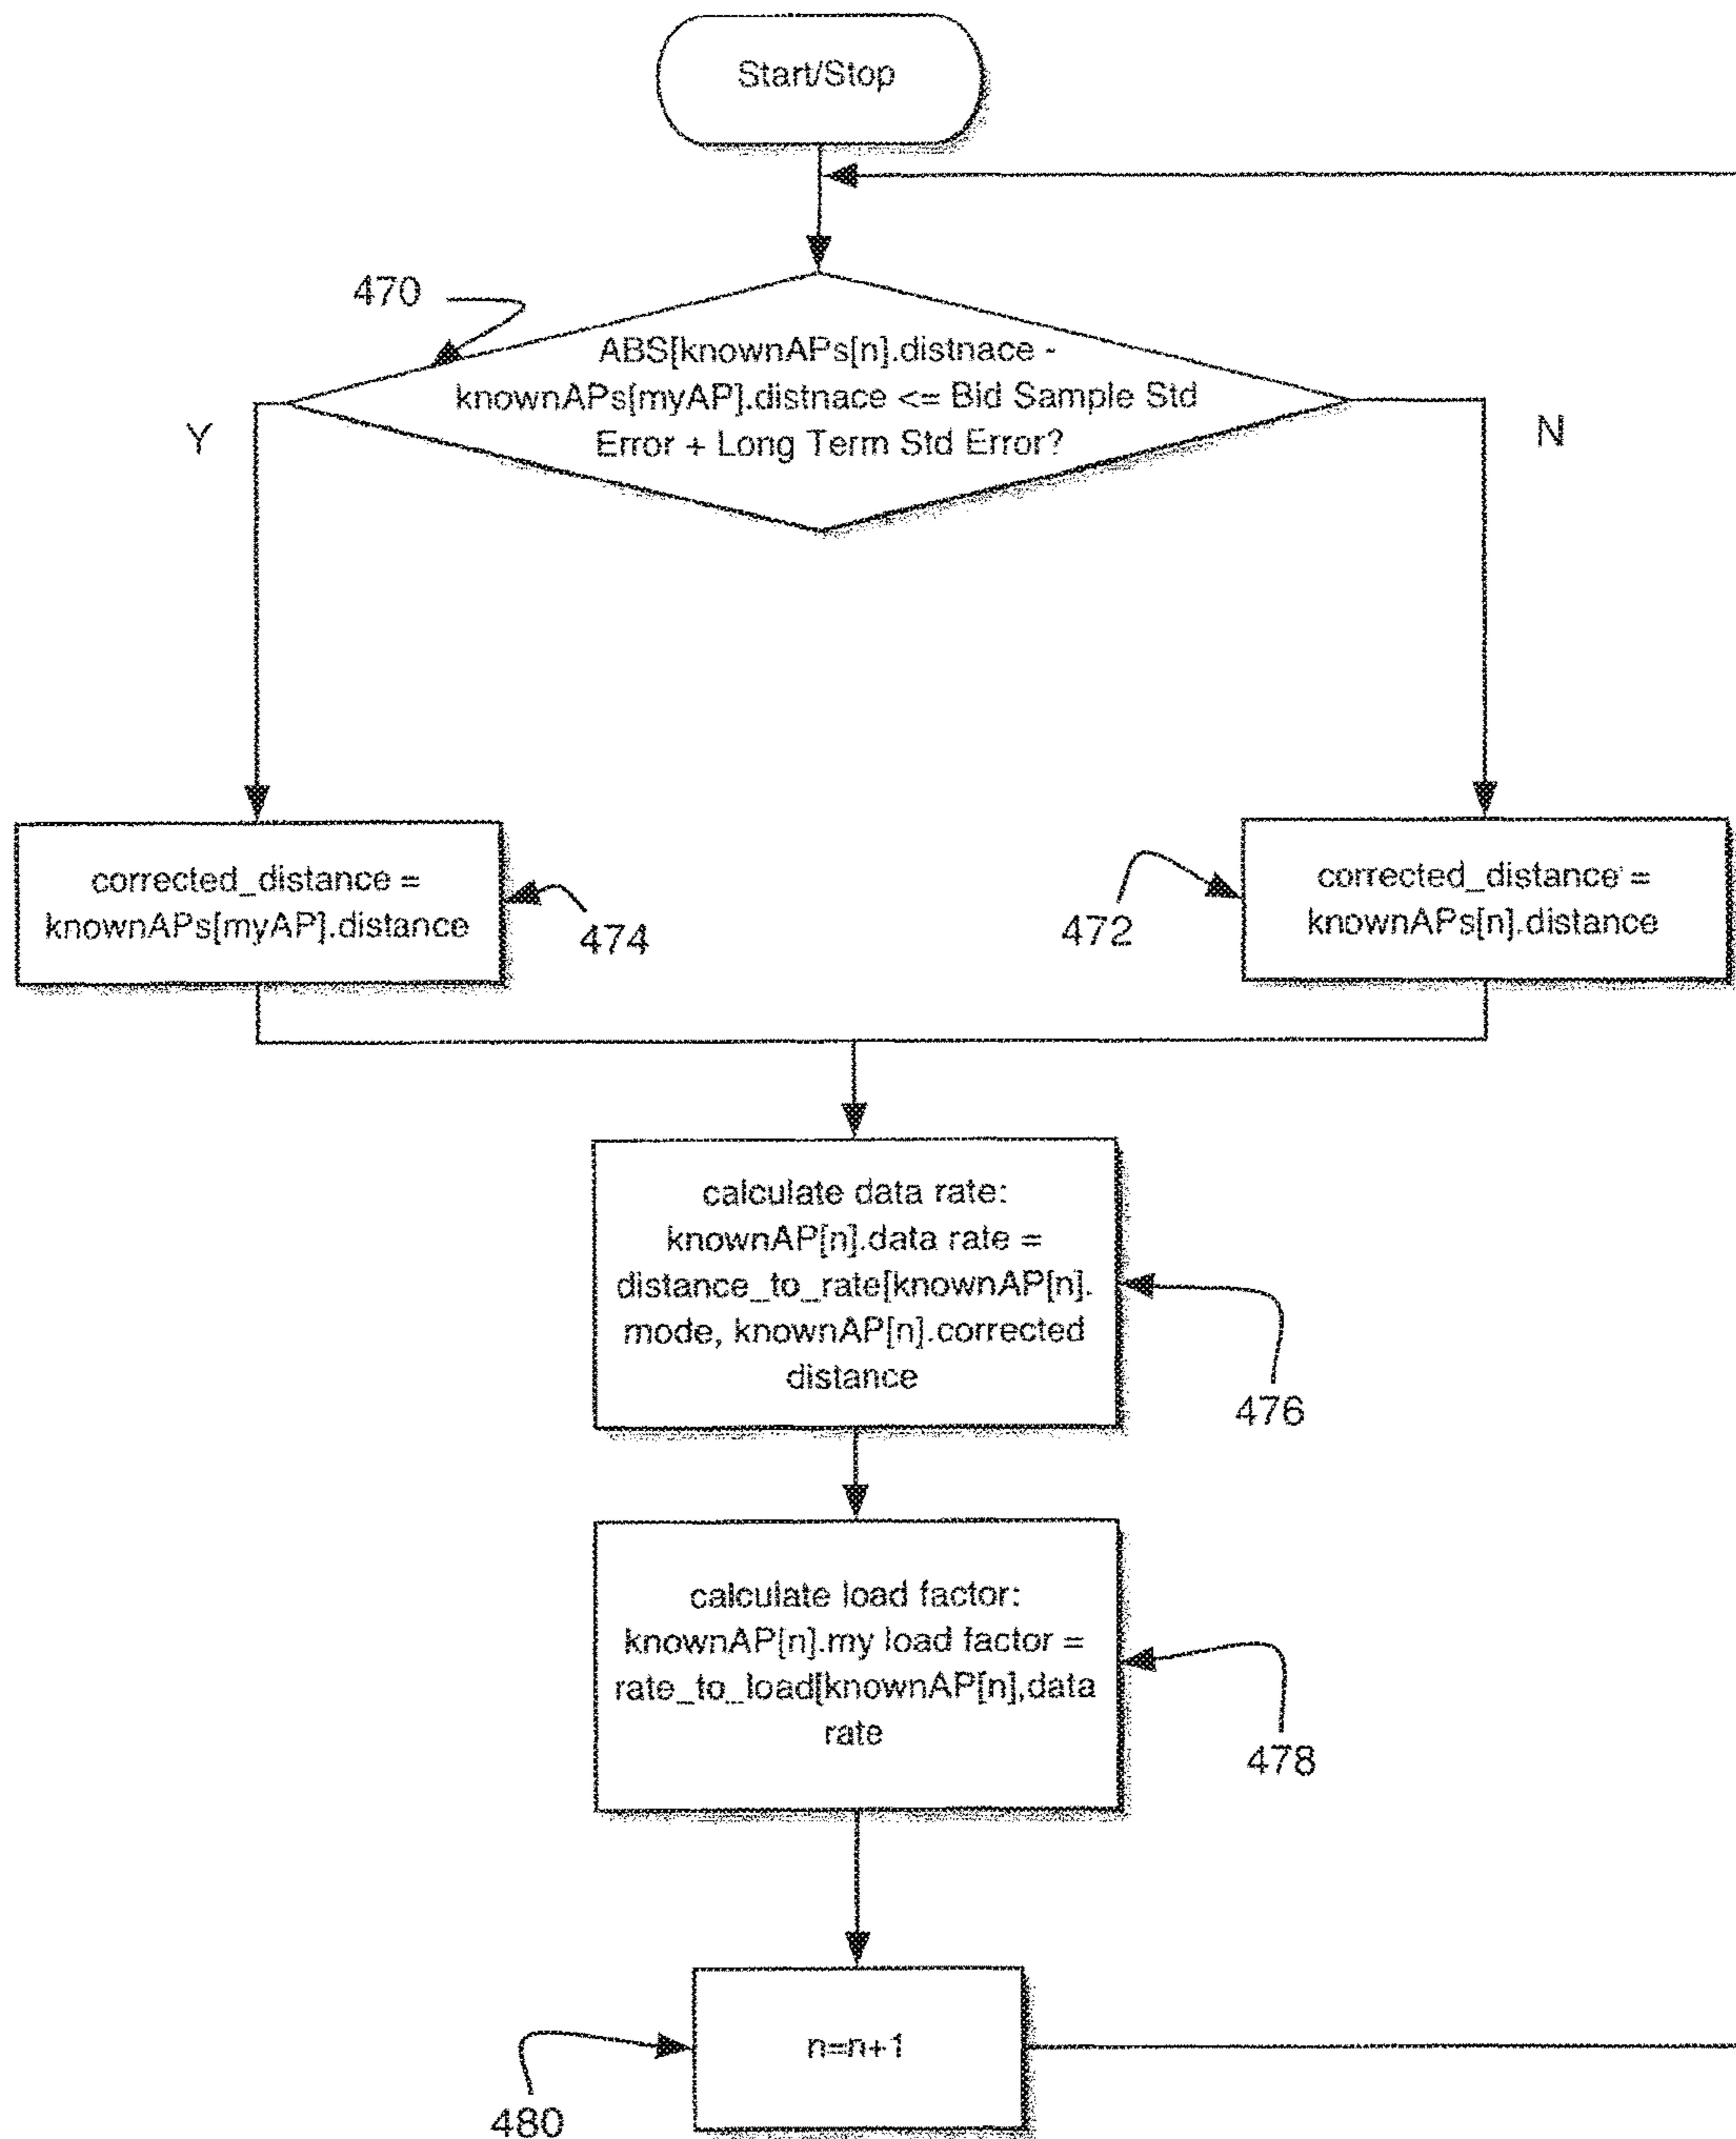 Start/Stop
470
ABS[knownAPs[n].distnace -
knownAPs[myAP].distnace <= Bid Sample Std
Error + Long Term Std Error?
Y
N
corrected_distance =
knownAPs[myAP].distance
474
472
corrected_distance =
knownAPs[n].distance
calculate data rate:
knownAP[n].data rate =
distance_to_rate[knownAP[n].
mode, knownAP[n].corrected
distance
476
calculate load factor:
knownAP[n].my load factor =
rate_to_load[knownAP[n],data
rate
478
n=n+1
480